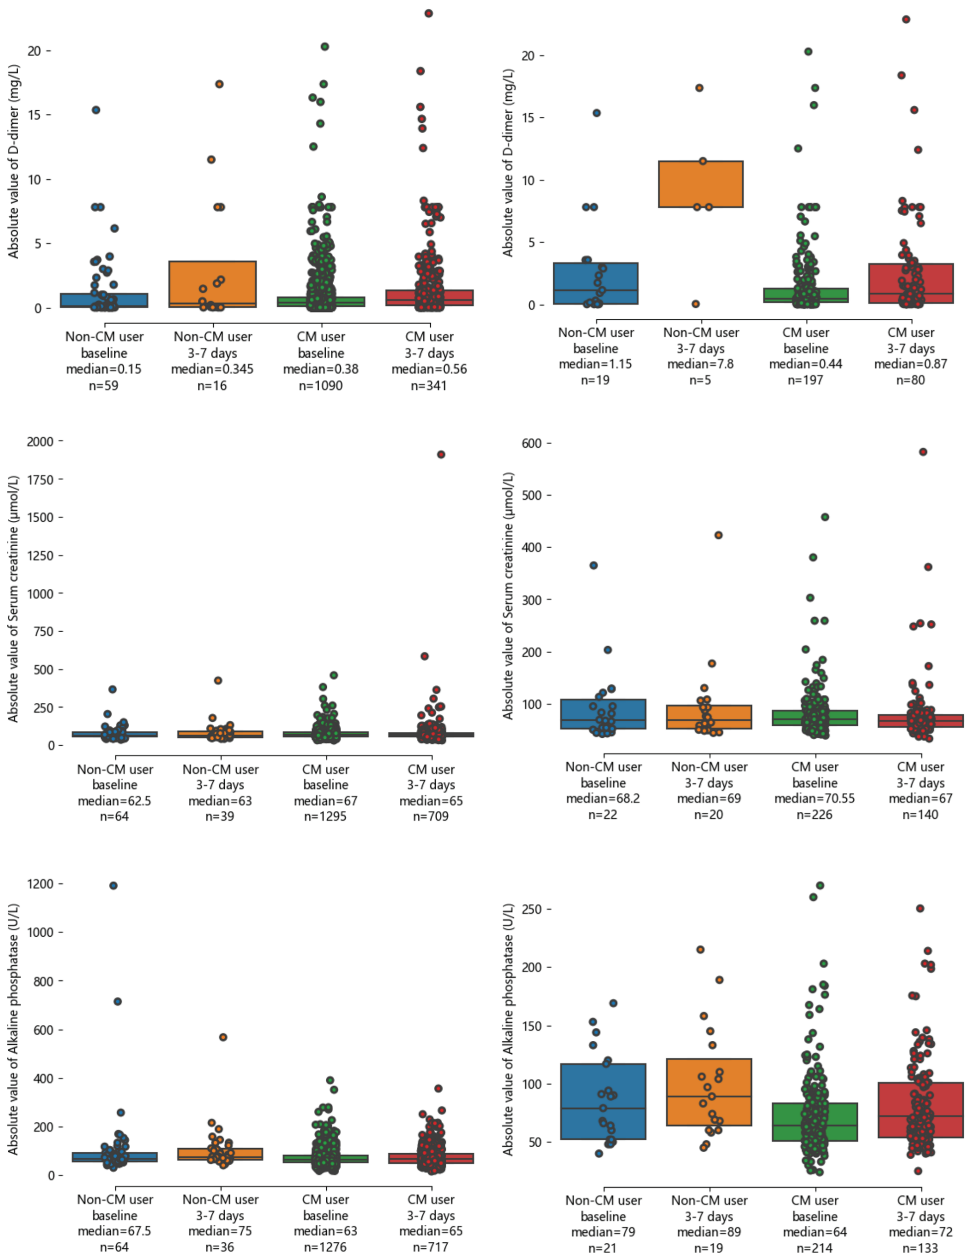 Absolute value of D-dimer (mg/L)
20
15
10
5
0
Non-CM user Non-CM user CM user CM user
baseline 3-7 days baseline 3-7 days
median=0.15 median=0.345 median=0.38 median=0.56
n=59 n=16 n=1090 n=341
Absolute value of D-dimer (mg/L)
20
15
10
5
0
Non-CM user Non-CM user CM user CM user
baseline 3-7 days baseline 3-7 days
median=1.15 median=7.8 median=0.44 median=0.87
n=19 n=5 n=197 n=80
Absolute value of Serum creatinine (μmol/L)
2000
1750
1500
1250
1000
750
500
250
0
Non-CM user Non-CM user CM user CM user
baseline 3-7 days baseline 3-7 days
median=62.5 median=63 median=67 median=65
n=64 n=39 n=1295 n=709
Absolute value of Serum creatinine (μmol/L)
600
500
400
300
200
100
Non-CM user Non-CM user CM user CM user
baseline 3-7 days baseline 3-7 days
median=68.2 median=69 median=70.55 median=67
n=22 n=20 n=226 n=140
Absolute value of Alkaline phosphatase (U/L)
1200
1000
800
600
400
200
0
Non-CM user Non-CM user CM user CM user
baseline 3-7 days baseline 3-7 days
median=67.5 median=75 median=63 median=65
n=64 n=36 n=1276 n=717
Absolute value of Alkaline phosphatase (U/L)
250
200
150
100
50
Non-CM user Non-CM user CM user CM user
baseline 3-7 days baseline 3-7 days
median=79 median=89 median=64 median=72
n=21 n=19 n=214 n=133